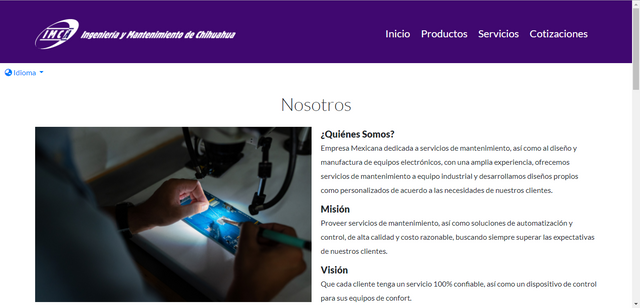 IMCH Ingeniería y Mantenimiento de Chihuahua
Inicio Productos Servicios Cotizaciones
Idioma
Nosotros
¿Quiénes Somos?
Empresa Mexicana dedicada a servicios de mantenimiento, así como al diseño y
manufactura de equipos electrónicos, con una amplia experiencia, ofrecemos
servicios de mantenimiento a equipo industrial y desarrollamos diseños propios
como personalizados de acuerdo a las necesidades de nuestros clientes.
Misión
Proveer servicios de mantenimiento, así como soluciones de automatización y
control, de alta calidad y costo razonable, buscando siempre superar las expectativas
de nuestros clientes.
Visión
Que cada cliente tenga un servicio 100% confiable, así como un dispositivo de control
para sus equipos de confort.